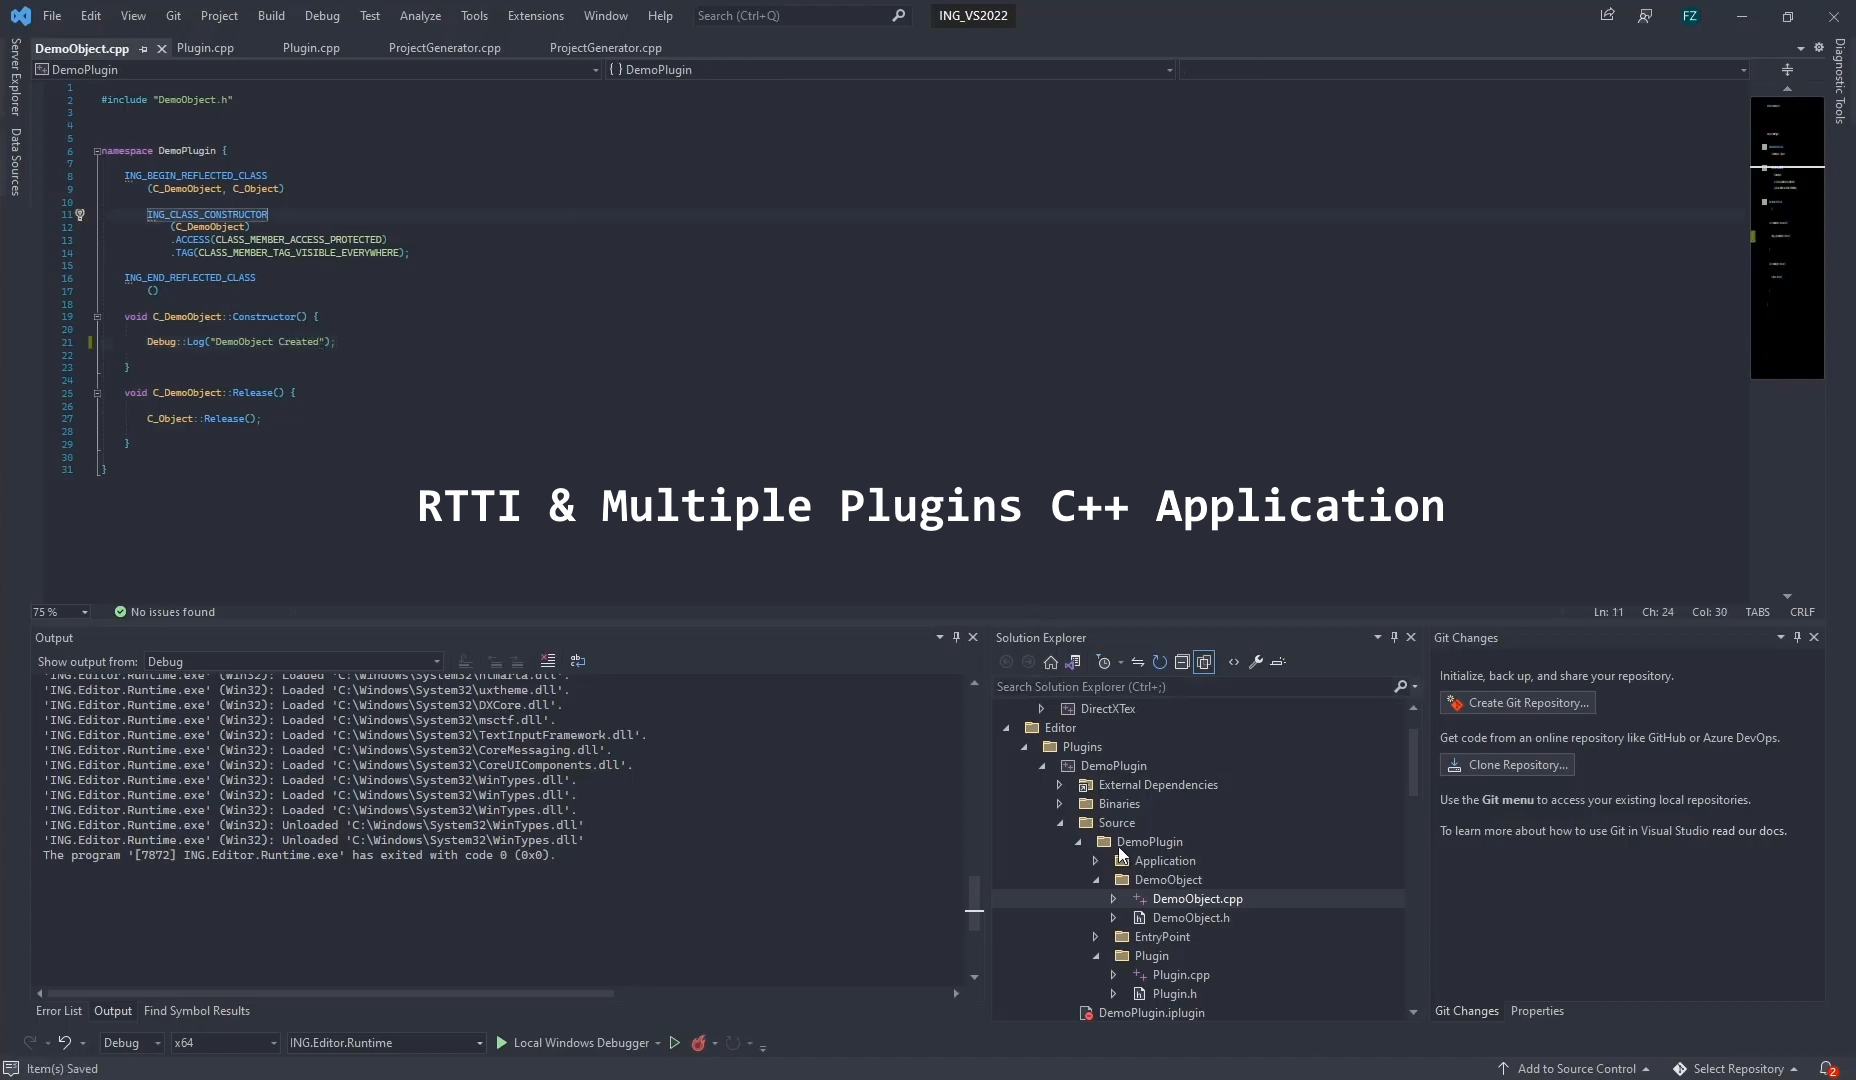 File Edit View Git Project Build Debug Test Analyze Tools Extensions Window Help Search (Ctrl+Q) ING_VS2022 FZ
Server Explorer
Data Sources
Diagnostic Tools
DemoObject.cpp Plugin.cpp Plugin.cpp ProjectGenerator.cpp ProjectGenerator.cpp
DemoPlugin {} DemoPlugin
1
2 #include "DemoObject.h"
3
4
5
6 namespace DemoPlugin {
7
8 ING_BEGIN_REFLECTED_CLASS
9 (C_DemoObject, C_Object)
10
11 ING_CLASS_CONSTRUCTOR
12 (C_DemoObject)
13 .ACCESS(CLASS_MEMBER_ACCESS_PROTECTED)
14 .TAG(CLASS_MEMBER_TAG_VISIBLE_EVERYWHERE);
15
16 ING_END_REFLECTED_CLASS
17 ()
18
19 void C_DemoObject::Constructor() {
20
21 Debug::Log("DemoObject Created");
22
23 }
24
25 void C_DemoObject::Release() {
26
27 C_Object::Release();
28
29 }
30
31 }
RTTI & Multiple Plugins C++ Application
75 % No issues found Ln: 11 Ch: 24 Col: 30 TABS CRLF
Output
Show output from: Debug
'ING.Editor.Runtime.exe' (Win32): Loaded 'C:\Windows\System32\ntmarta.dll'.
'ING.Editor.Runtime.exe' (Win32): Loaded 'C:\Windows\System32\uxtheme.dll'.
'ING.Editor.Runtime.exe' (Win32): Loaded 'C:\Windows\System32\DXCore.dll'.
'ING.Editor.Runtime.exe' (Win32): Loaded 'C:\Windows\System32\msctf.dll'.
'ING.Editor.Runtime.exe' (Win32): Loaded 'C:\Windows\System32\TextInputFramework.dll'.
'ING.Editor.Runtime.exe' (Win32): Loaded 'C:\Windows\System32\CoreMessaging.dll'.
'ING.Editor.Runtime.exe' (Win32): Loaded 'C:\Windows\System32\CoreUIComponents.dll'.
'ING.Editor.Runtime.exe' (Win32): Loaded 'C:\Windows\System32\WinTypes.dll'.
'ING.Editor.Runtime.exe' (Win32): Loaded 'C:\Windows\System32\WinTypes.dll'.
'ING.Editor.Runtime.exe' (Win32): Loaded 'C:\Windows\System32\WinTypes.dll'.
'ING.Editor.Runtime.exe' (Win32): Unloaded 'C:\Windows\System32\WinTypes.dll'
'ING.Editor.Runtime.exe' (Win32): Unloaded 'C:\Windows\System32\WinTypes.dll'
The program '[7872] ING.Editor.Runtime.exe' has exited with code 0 (0x0).
Error List Output Find Symbol Results
Solution Explorer
Search Solution Explorer (Ctrl+;)
DirectXTex
Editor
Plugins
DemoPlugin
External Dependencies
Binaries
Source
DemoPlugin
Application
DemoObject
DemoObject.cpp
DemoObject.h
EntryPoint
Plugin
Plugin.cpp
Plugin.h
DemoPlugin.iplugin
Git Changes
Initialize, back up, and share your repository.
Create Git Repository...
Get code from an online repository like GitHub or Azure DevOps.
Clone Repository...
Use the Git menu to access your existing local repositories.
To learn more about how to use Git in Visual Studio read our docs.
Git Changes Properties
Debug x64 ING.Editor.Runtime Local Windows Debugger
Item(s) Saved Add to Source Control Select Repository 2